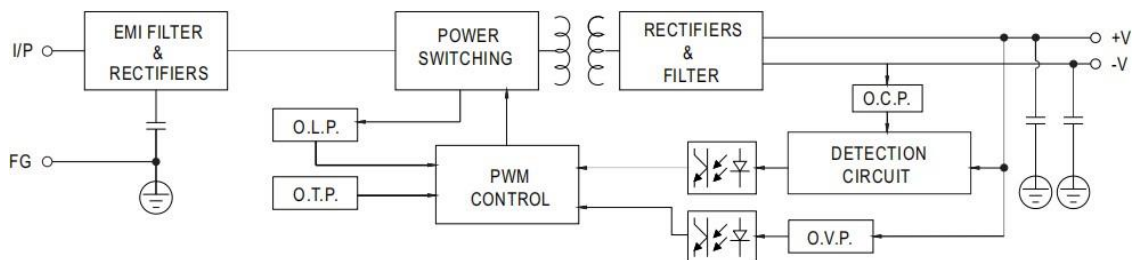 I/P
EMI FILTER
&
RECTIFIERS
POWER
SWITCHING
RECTIFIERS
&
FILTER
+V
-V
O.C.P.
O.L.P.
FG
O.T.P.
PWM
CONTROL
DETECTION
CIRCUIT
O.V.P.